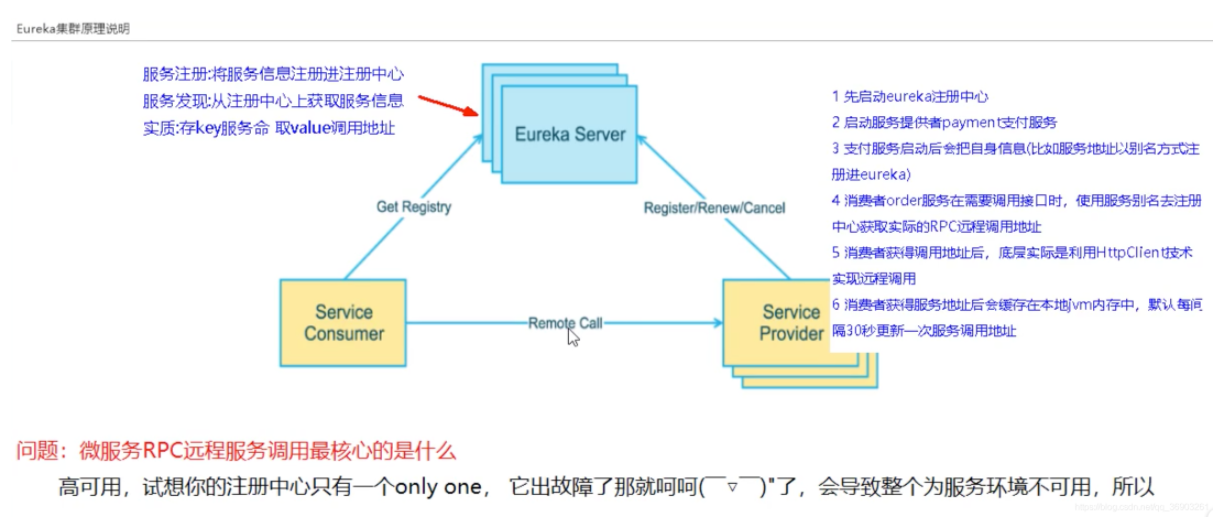 Eureka集群原理说明
服务注册:将服务信息注册进注册中心
服务发现:从注册中心上获取服务信息
实质:存key服务命 取value调用地址
Eureka Server
Get Registry
Register/Renew/Cancel
Service
Consumer
Remote Call
Service
Provider
1 先启动eureka注册中心
2 启动服务提供者payment支付服务
3 支付服务启动后会把自身信息(比如服务地址以别名方式注
册进eureka)
4 消费者order服务在需要调用接口时，使用服务别名去注册
中心获取实际的RPC远程调用地址
5 消费者获得调用地址后，底层实际是利用HttpClient技术
实现远程调用
6 消费者获得服务地址后会缓存在本地jvm内存中，默认每间
隔30秒更新一次服务调用地址
问题：微服务RPC远程服务调用最核心的是什么
高可用，试想你的注册中心只有一个only one， 它出故障了那就呵呵(￣▽￣)"了，会导致整个为服务环境不可用，所以